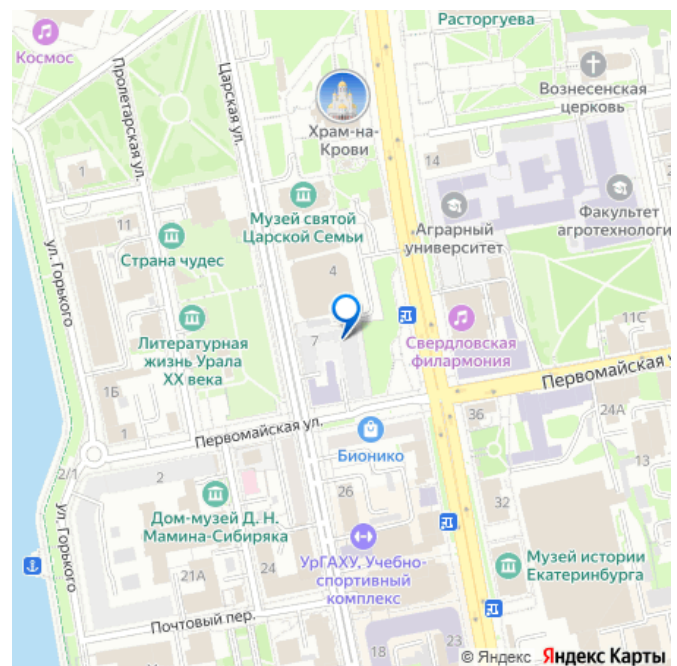 Расторгуева
Космос
Пролетарская ул.
Царская ул.
Вознесенская
церковь
Храм-на-
Крови
14
1
Музей святой
Царской Семьи
Аграрный
университет
Факультет
агротехнологи
11
ул. Горького
Страна чудес
4
Литературная
жизнь Урала
XX века
7
Свердловская
филармония
11С
Первомайская у
1Б
1
Первомайская ул.
36
24А
Бионико
2/1
2
13
ул. Горького
Дом-музей Д. Н.
Мамина-Сибиряка
26
32
УрГАХУ, Учебно-
спортивный
комплекс
Музей истории
Екатеринбурга
21А
24
Почтовый пер.
18
23
© Яндекс Яндекс Карты